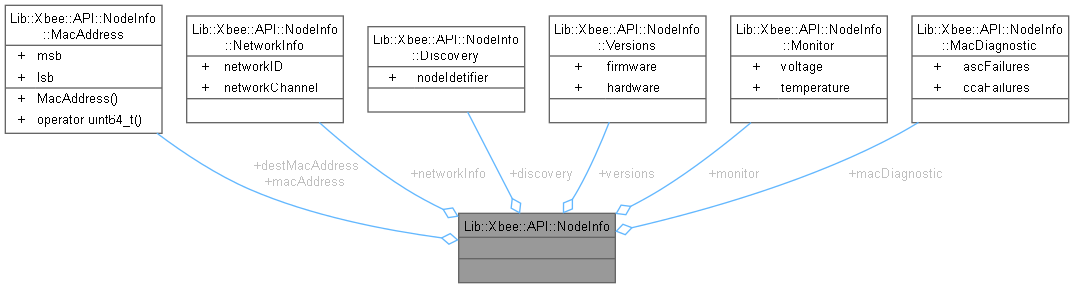 Lib::Xbee::API::NodeInfo
::MacAddress
+ msb
+ lsb
+ MacAddress()
+ operator uint64_t()
Lib::Xbee::API::NodeInfo
::NetworkInfo
+ networkID
+ networkChannel
Lib::Xbee::API::NodeInfo
::Discovery
+ nodeIdetifier
Lib::Xbee::API::NodeInfo
::Versions
+ firmware
+ hardware
Lib::Xbee::API::NodeInfo
::Monitor
+ voltage
+ temperature
Lib::Xbee::API::NodeInfo
::MacDiagnostic
+ ascFailures
+ ccaFailures
+destMacAddress
+macAddress
+networkInfo
+discovery
+versions
+monitor
+macDiagnostic
Lib::Xbee::API::NodeInfo